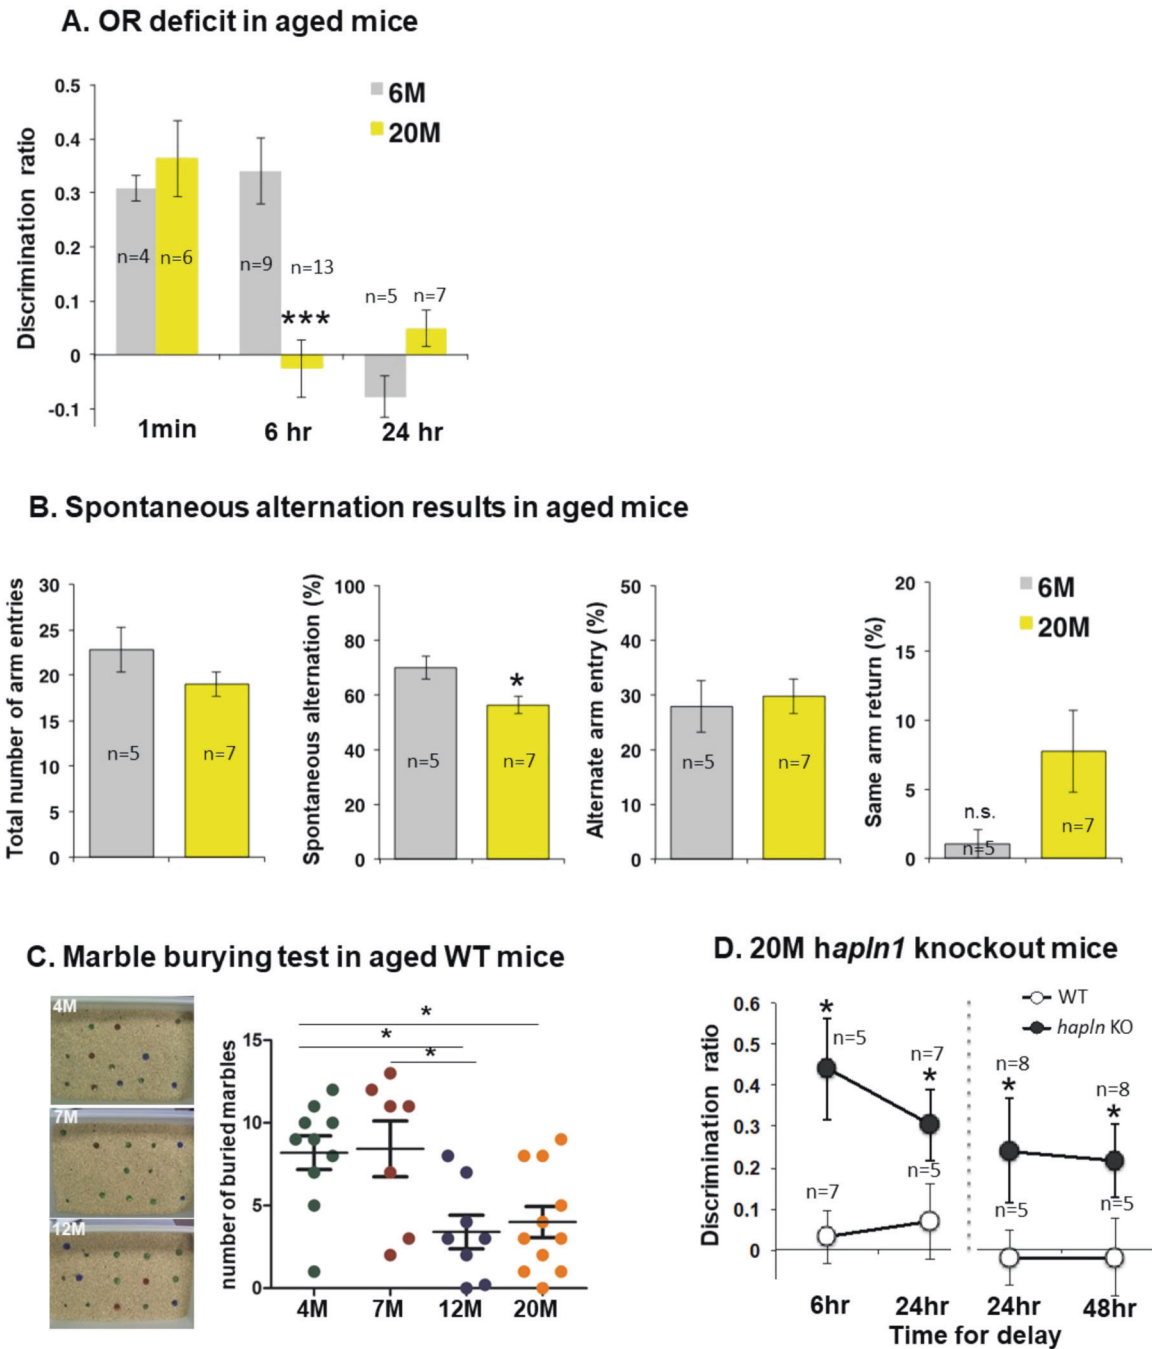 A. OR deficit in aged mice
Discrimination ratio
0.5
0.4
0.3
0.2
0.1
0
-0.1
6M
20M
n=4
n=6
n=9
n=13
***
n=5
n=7
1min
6 hr
24 hr
B. Spontaneous alternation results in aged mice
Total number of arm entries
30
25
20
15
10
5
0
n=5
n=7
Spontaneous alternation (%)
100
80
60
40
20
0
n=5
*
n=7
Alternate arm entry (%)
50
40
30
20
10
0
n=5
n=7
Same arm return (%)
20
15
10
5
0
6M
20M
n.s.
n=5
n=7
C. Marble burying test in aged WT mice
4M
7M
12M
number of buried marbles
15
10
5
0
*
*
*
4M
7M
12M
20M
D. 20M hapln1 knockout mice
Discrimination ratio
0.6
0.5
0.4
0.3
0.2
0.1
0
WT
hapln KO
*
n=5
n=7
*
n=7
n=5
n=8
*
n=8
*
n=5
n=5
6hr
24hr
24hr
48hr
Time for delay